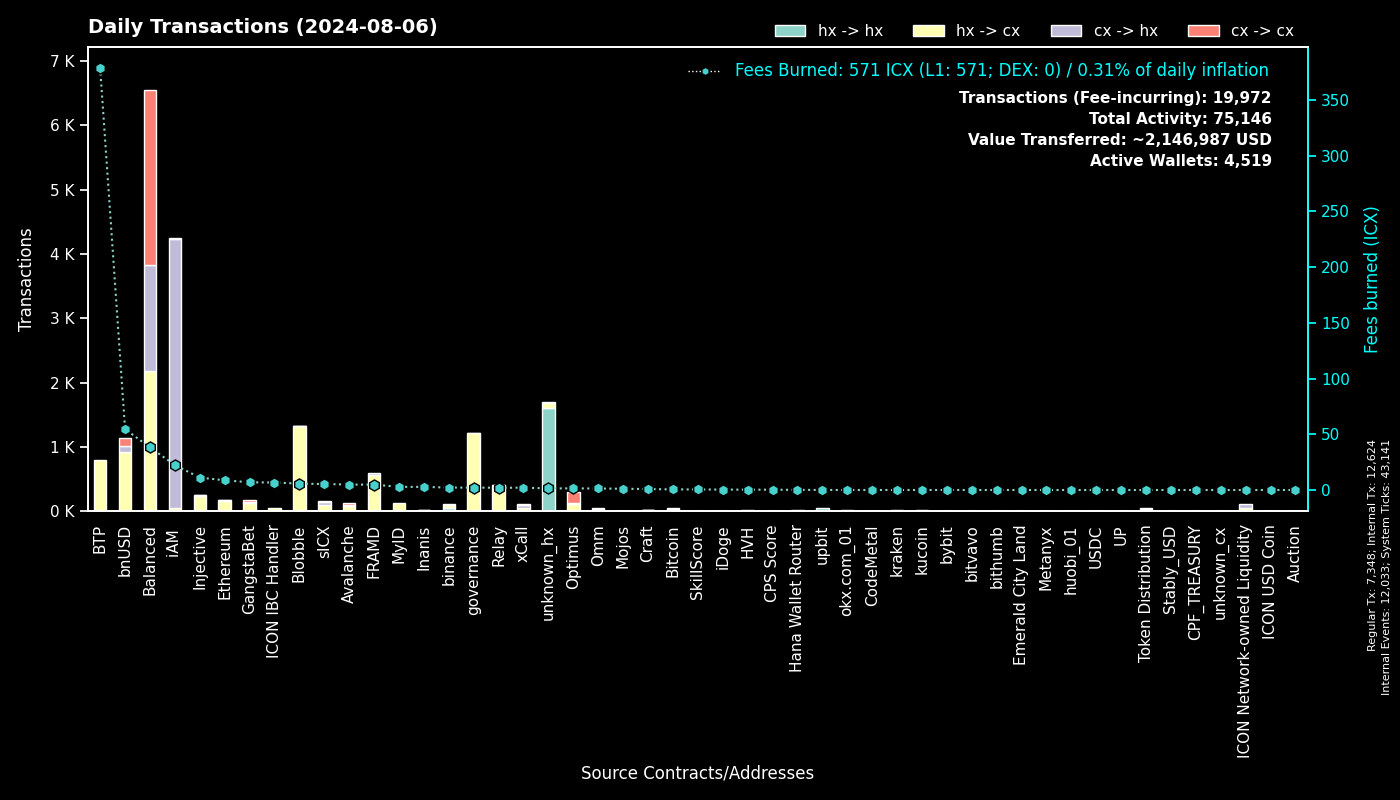 Daily Transactions (2024-08-06)
hx -> hx
hx -> cx
cx -> hx
cx -> cx
Fees Burned: 571 ICX (L1: 571; DEX: 0) / 0.31% of daily inflation
Transactions (Fee-incurring): 19,972
Total Activity: 75,146
Value Transferred: ~2,146,987 USD
Active Wallets: 4,519
Transactions
7 K
6 K
5 K
4 K
3 K
2 K
1 K
0 K
350
300
250
200
150
100
50
0
Fees burned (ICX)
BTP
bnUSD
Balanced
iAM
Injective
Ethereum
GangstaBet
ICON IBC Handler
Blobble
sICX
Avalanche
FRAMD
MyID
Inanis
binance
governance
Relay
xCall
unknown_hx
Optimus
Omm
Mojos
Craft
Bitcoin
SkillScore
iDoge
HVH
CPS Score
Hana Wallet Router
upbit
okx.com_01
CodeMetal
kraken
kucoin
bybit
bitvavo
bithumb
Emerald City Land
Metanyx
huobi_01
USDC
UP
Token Distribution
Stably_USD
CPF_TREASURY
unknown_cx
ICON Network-owned Liquidity
ICON USD Coin
Auction
Source Contracts/Addresses
Regular Tx: 7,348; Internal Tx: 12,624
Internal Events: 12,033; System Ticks: 43,141